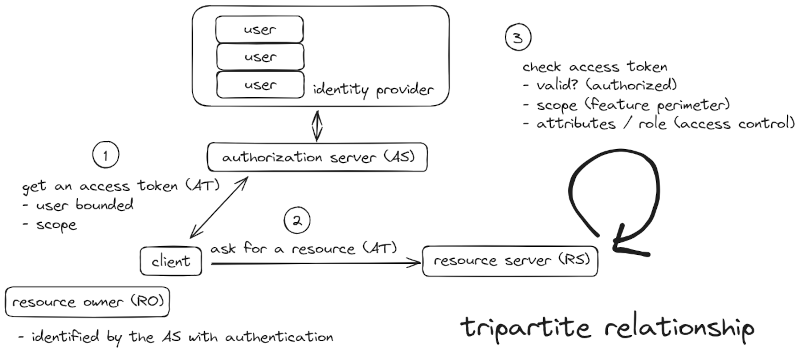 user
user
user
identity provider
authorization server (AS)
1
get an access token (AT)
- user bounded
- scope
2
ask for a resource (AT)
client
resource server (RS)
resource owner (RO)
- identified by the AS with authentication
3
check access token
- valid? (authorized)
- scope (feature perimeter)
- attributes / role (access control)
tripartite relationship